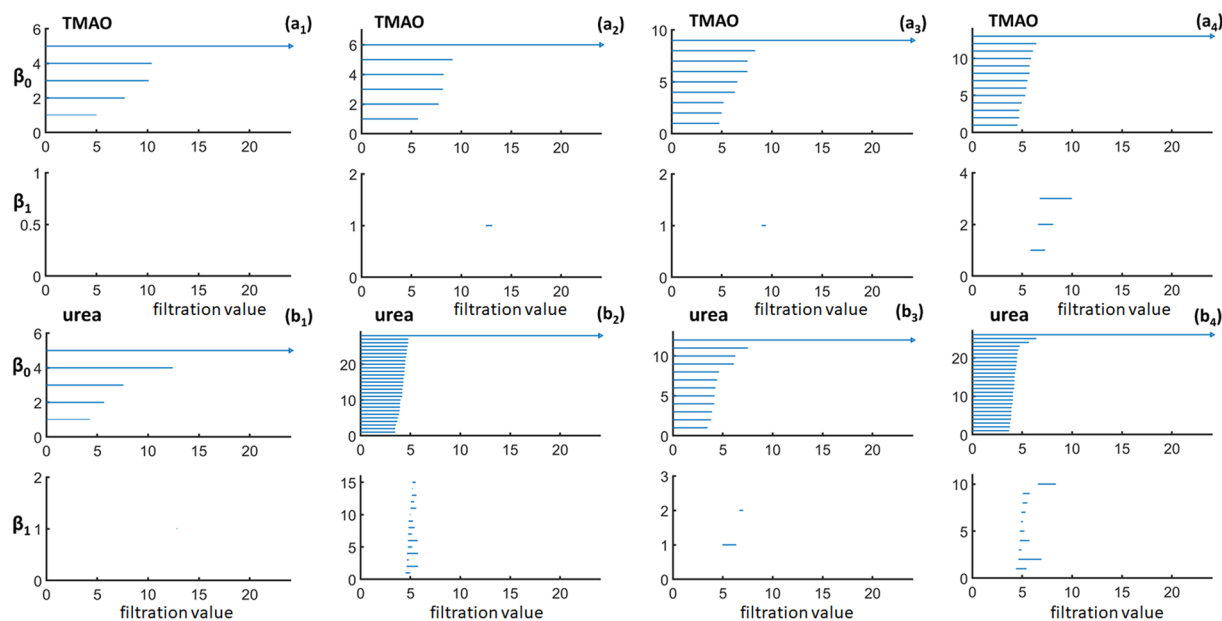 TMAO (a₁) TMAO (a₂) TMAO (a₃) TMAO (a₄)
β₀
6 4 2 0
0 5 10 15 20
6 5 4 3 2 1 0
0 5 10 15 20
10 5 0
0 5 10 15 20
10 5 0
0 5 10 15 20
β₁
1 0.5 0
0 5 10 15 20
2 1 0
0 5 10 15 20
2 1 0
0 5 10 15 20
4 2 0
0 5 10 15 20
filtration value filtration value filtration value filtration value
urea (b₁) urea (b₂) urea (b₃) urea (b₄)
β₀
6 4 2 0
0 5 10 15 20
20 10 0
0 5 10 15 20
10 5 0
0 5 10 15 20
20 10 0
0 5 10 15 20
β₁
2 1 0
0 5 10 15 20
15 10 5 0
0 5 10 15 20
3 2 1 0
0 5 10 15 20
10 5 0
0 5 10 15 20
filtration value filtration value filtration value filtration value